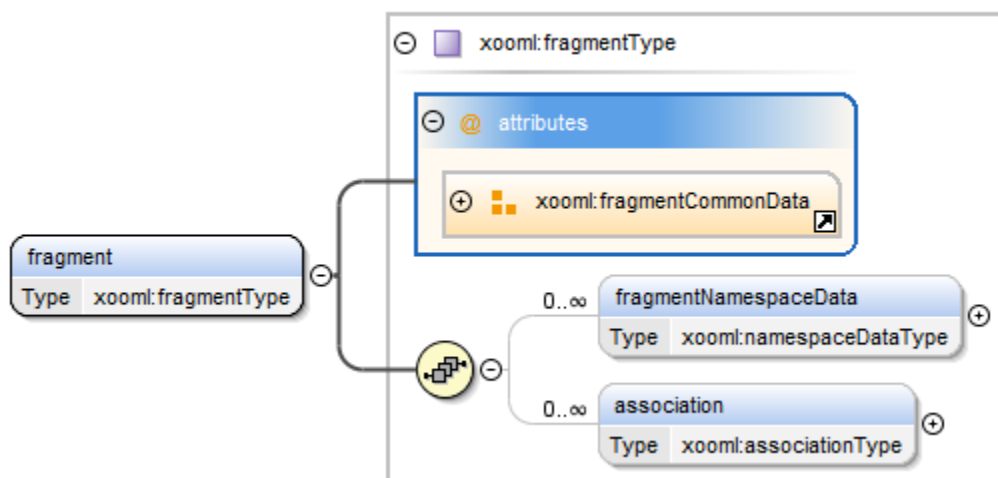 xooml:fragmentType
@ attributes
xooml:fragmentCommonData
fragment
Type xooml:fragmentType
0..∞
fragmentNamespaceData
Type xooml:namespaceDataType
0..∞
association
Type xooml:associationType